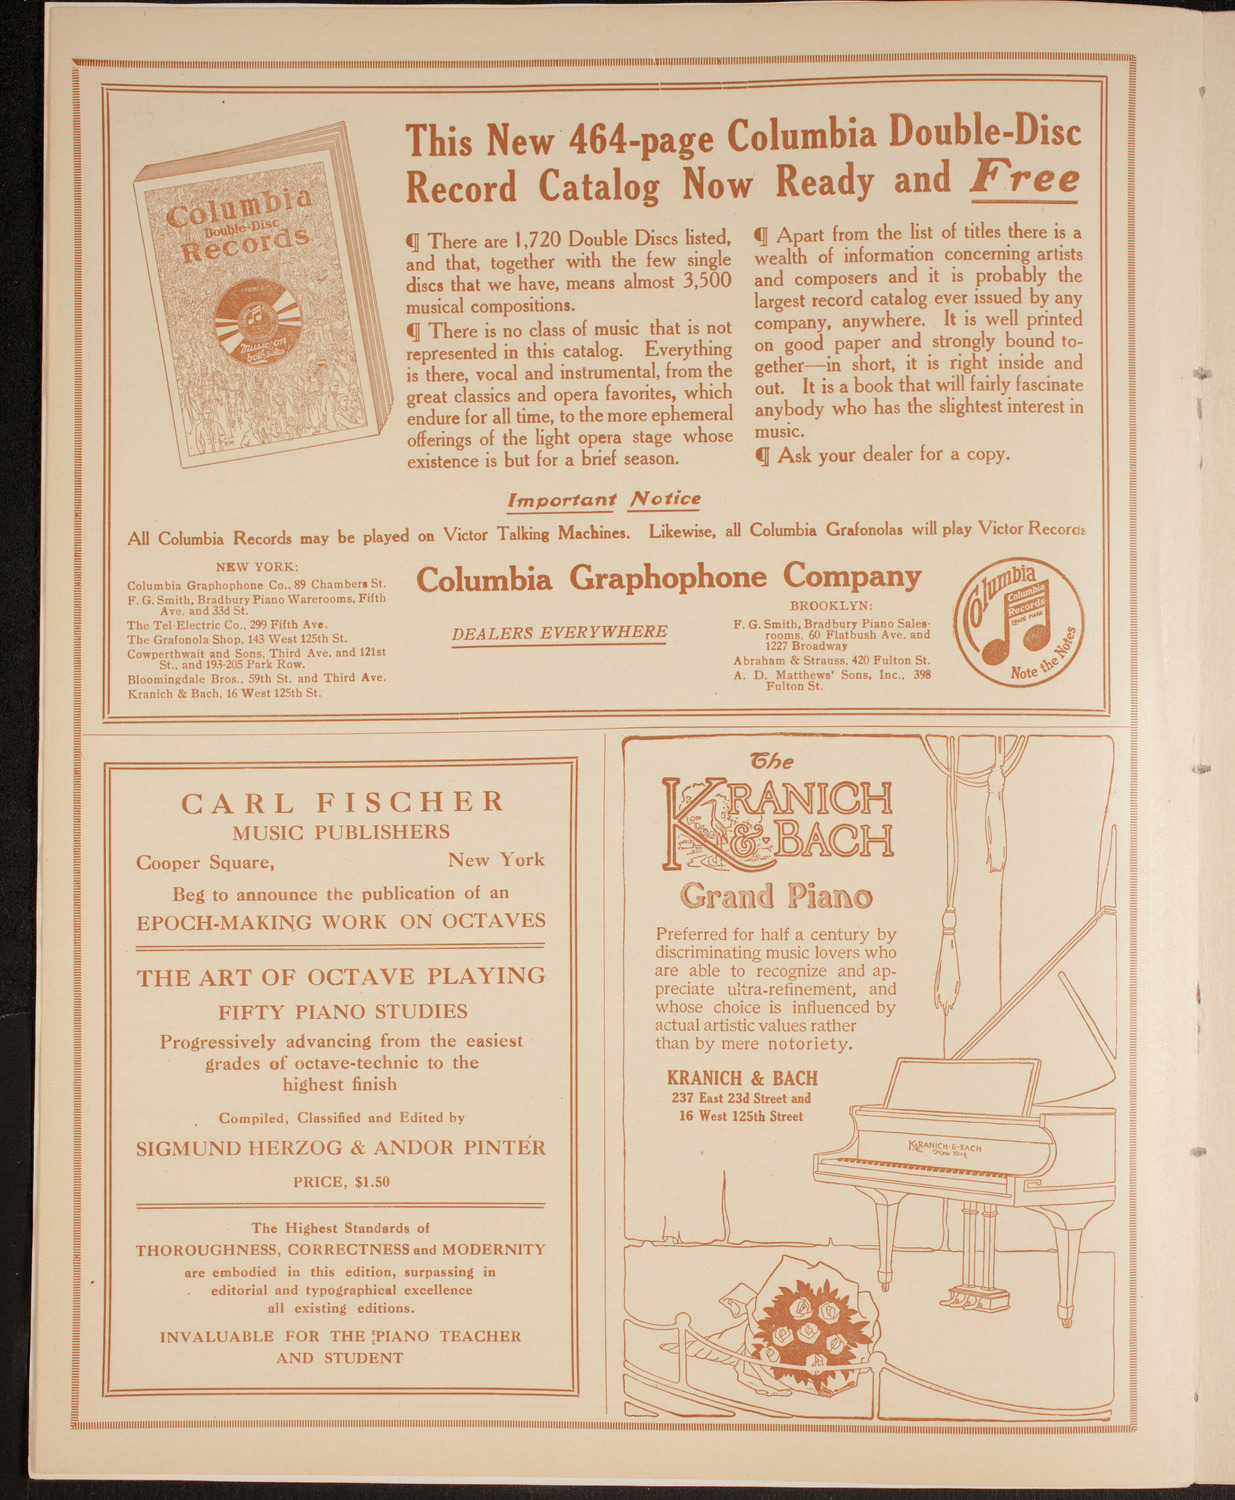 Columbia
Double-Disc
Records
Music on
both sides
This New 464-page Columbia Double-Disc
Record Catalog Now Ready and Free
¶ There are 1,720 Double Discs listed,
and that, together with the few single
discs that we have, means almost 3,500
musical compositions.
¶ There is no class of music that is not
represented in this catalog. Everything
is there, vocal and instrumental, from the
great classics and opera favorites, which
endure for all time, to the more ephemeral
offerings of the light opera stage whose
existence is but for a brief season.
¶ Apart from the list of titles there is a
wealth of information concerning artists
and composers and it is probably the
largest record catalog ever issued by any
company, anywhere. It is well printed
on good paper and strongly bound to-
gether—in short, it is right inside and
out. It is a book that will fairly fascinate
anybody who has the slightest interest in
music.
¶ Ask your dealer for a copy.
Important Notice
All Columbia Records may be played on Victor Talking Machines. Likewise, all Columbia Grafonolas will play Victor Records
NEW YORK:
Columbia Graphophone Co., 89 Chambers St.
F. G. Smith, Bradbury Piano Warerooms, Fifth
Ave. and 33d St.
The Tel-Electric Co., 299 Fifth Ave.
The Grafonola Shop, 143 West 125th St.
Cowperthwait and Sons, Third Ave. and 121st
St., and 193-205 Park Row.
Bloomingdale Bros., 59th St. and Third Ave.
Kranich & Bach, 16 West 125th St.
Columbia Graphophone Company
DEALERS EVERYWHERE
BROOKLYN:
F. G. Smith, Bradbury Piano Sales-
rooms, 60 Flatbush Ave. and
1227 Broadway
Abraham & Strauss, 420 Fulton St.
A. D. Matthews' Sons, Inc., 398
Fulton St.
Columbia
Columbia
Records
TRADE MARK
Note the Notes
CARL FISCHER
MUSIC PUBLISHERS
Cooper Square, New York
Beg to announce the publication of an
EPOCH-MAKING WORK ON OCTAVES
THE ART OF OCTAVE PLAYING
FIFTY PIANO STUDIES
Progressively advancing from the easiest
grades of octave-technic to the
highest finish
Compiled, Classified and Edited by
SIGMUND HERZOG & ANDOR PINTÉR
PRICE, $1.50
The Highest Standards of
THOROUGHNESS, CORRECTNESS and MODERNITY
are embodied in this edition, surpassing in
editorial and typographical excellence
all existing editions.
INVALUABLE FOR THE PIANO TEACHER
AND STUDENT
The
KRANICH
& BACH
Grand Piano
Preferred for half a century by
discriminating music lovers who
are able to recognize and ap-
preciate ultra-refinement, and
whose choice is influenced by
actual artistic values rather
than by mere notoriety.
KRANICH & BACH
237 East 23d Street and
16 West 125th Street
KRANICH & BACH
New York